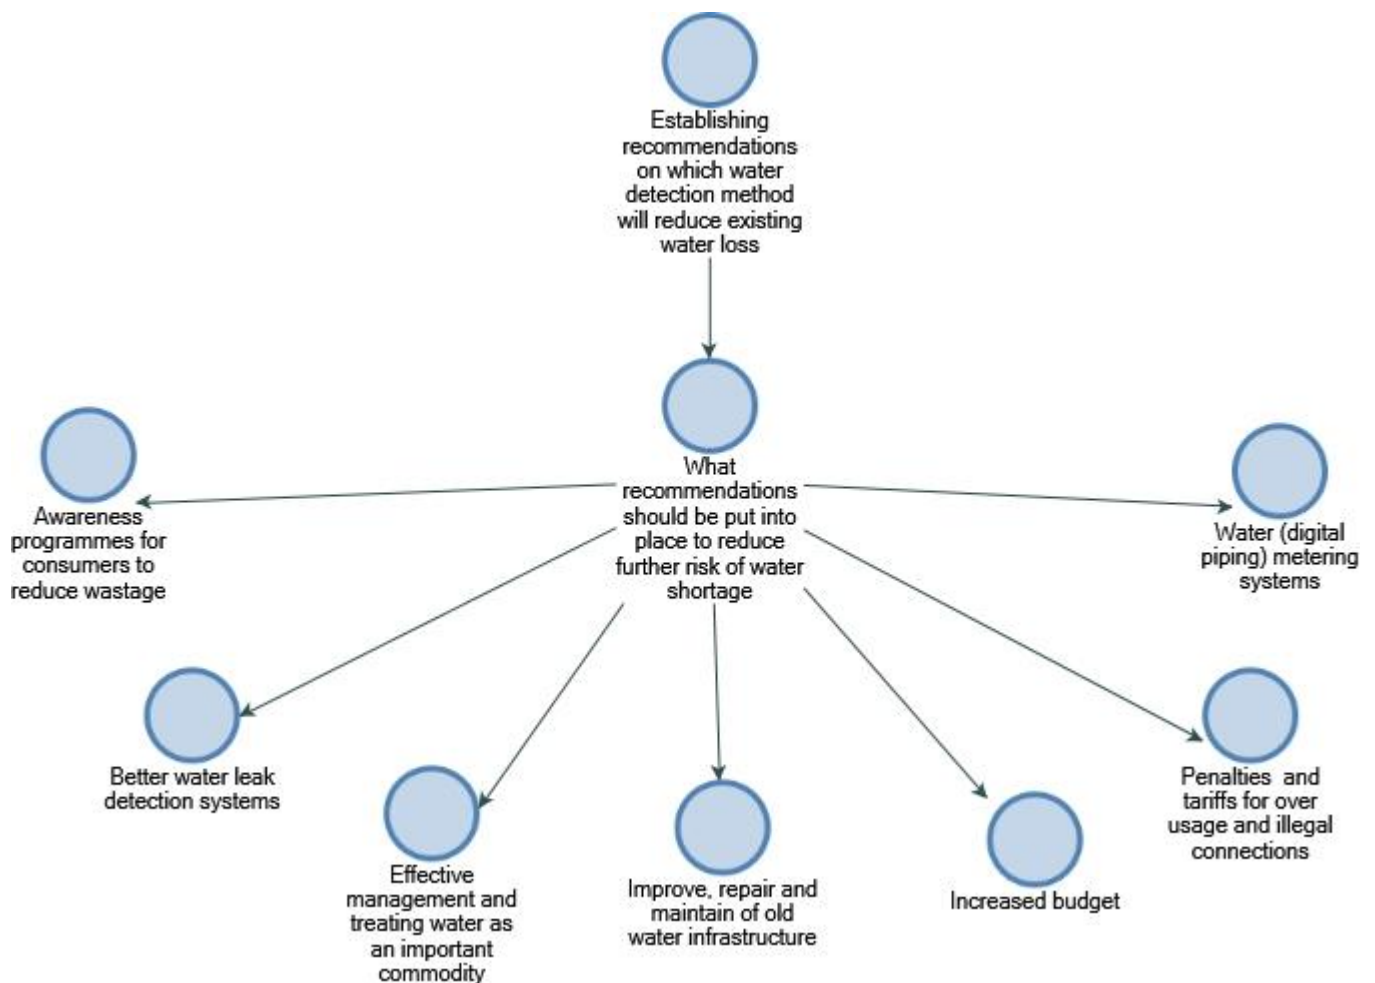 Establishing
recommendations
on which water
detection method
will reduce existing
water loss
What
recommendations
should be put into
place to reduce
further risk of water
shortage
Awareness
programmes for
consumers to
reduce wastage
Water (digital
piping) metering
systems
Better water leak
detection systems
Effective
management and
treating water as
an important
commodity
Improve, repair and
maintain of old
water infrastructure
Increased budget
Penalties and
tariffs for over
usage and illegal
connections